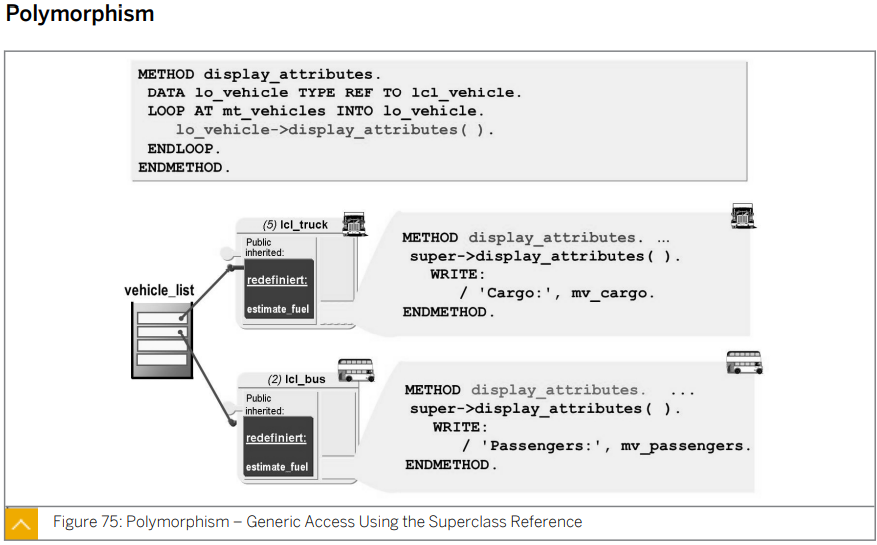 Polymorphism
METHOD display_attributes.
DATA lo_vehicle TYPE REF TO lcl_vehicle.
LOOP AT mt_vehicles INTO lo_vehicle.
lo_vehicle->display_attributes( ).
ENDLOOP.
ENDMETHOD.
vehicle_list
(5) lcl_truck
Public
inherited:
redefiniert:
estimate_fuel
METHOD display_attributes. ...
super->display_attributes( ).
WRITE:
/ 'Cargo:', mv_cargo.
ENDMETHOD.
(2) lcl_bus
Public
inherited:
redefiniert:
estimate_fuel
METHOD display_attributes. ...
super->display_attributes( ).
WRITE:
/ 'Passengers:', mv_passengers.
ENDMETHOD.
Figure 75: Polymorphism – Generic Access Using the Superclass Reference